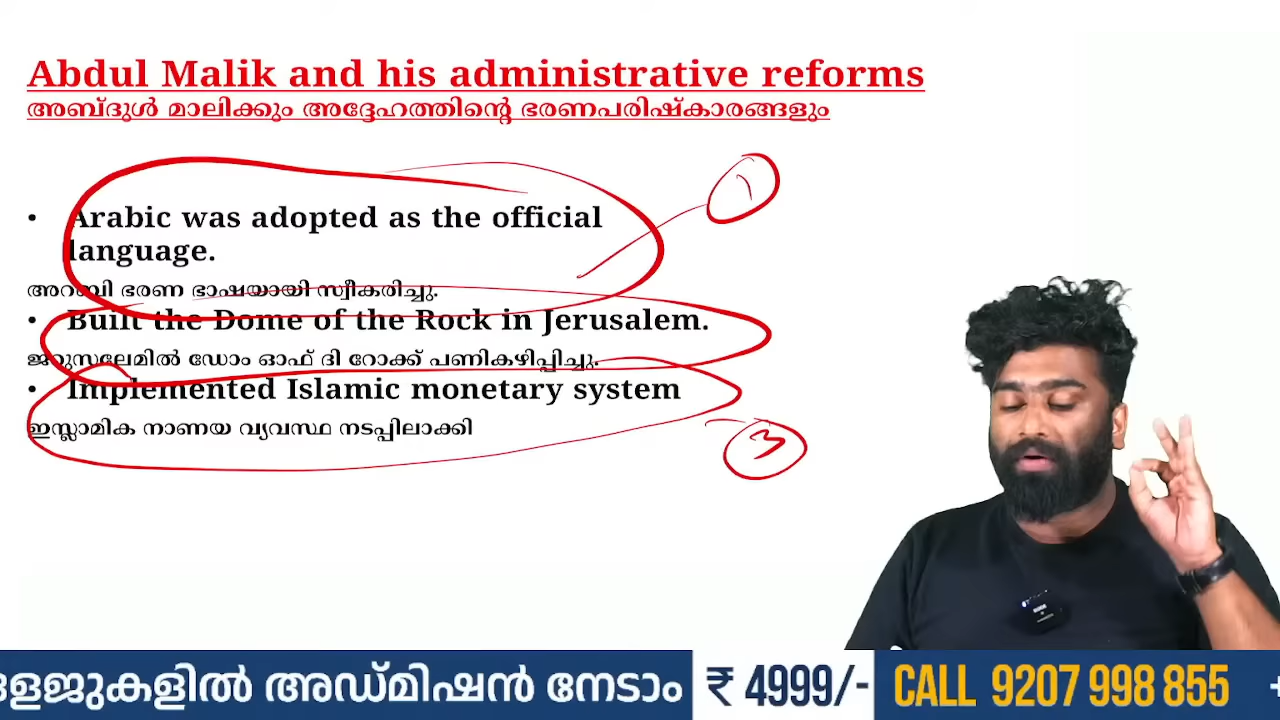 Abdul Malik and his administrative reforms
അബ്ദുൾ മാലിക്കും അദ്ദേഹത്തിന്റെ ഭരണപരിഷ്കാരങ്ങളും
1
• Arabic was adopted as the official
language.
അറബി ഭരണ ഭാഷയായി സ്വീകരിച്ചു.
• Built the Dome of the Rock in Jerusalem.
ജറുസലേമിൽ ഡോം ഓഫ് ദി റോക്ക് പണികഴിപ്പിച്ചു.
• Implemented Islamic monetary system
ഇസ്ലാമിക നാണയ വ്യവസ്ഥ നടപ്പിലാക്കി
3
അഡ്മിഷൻ നേടാം ₹ 4999/- CALL 9207 998 855